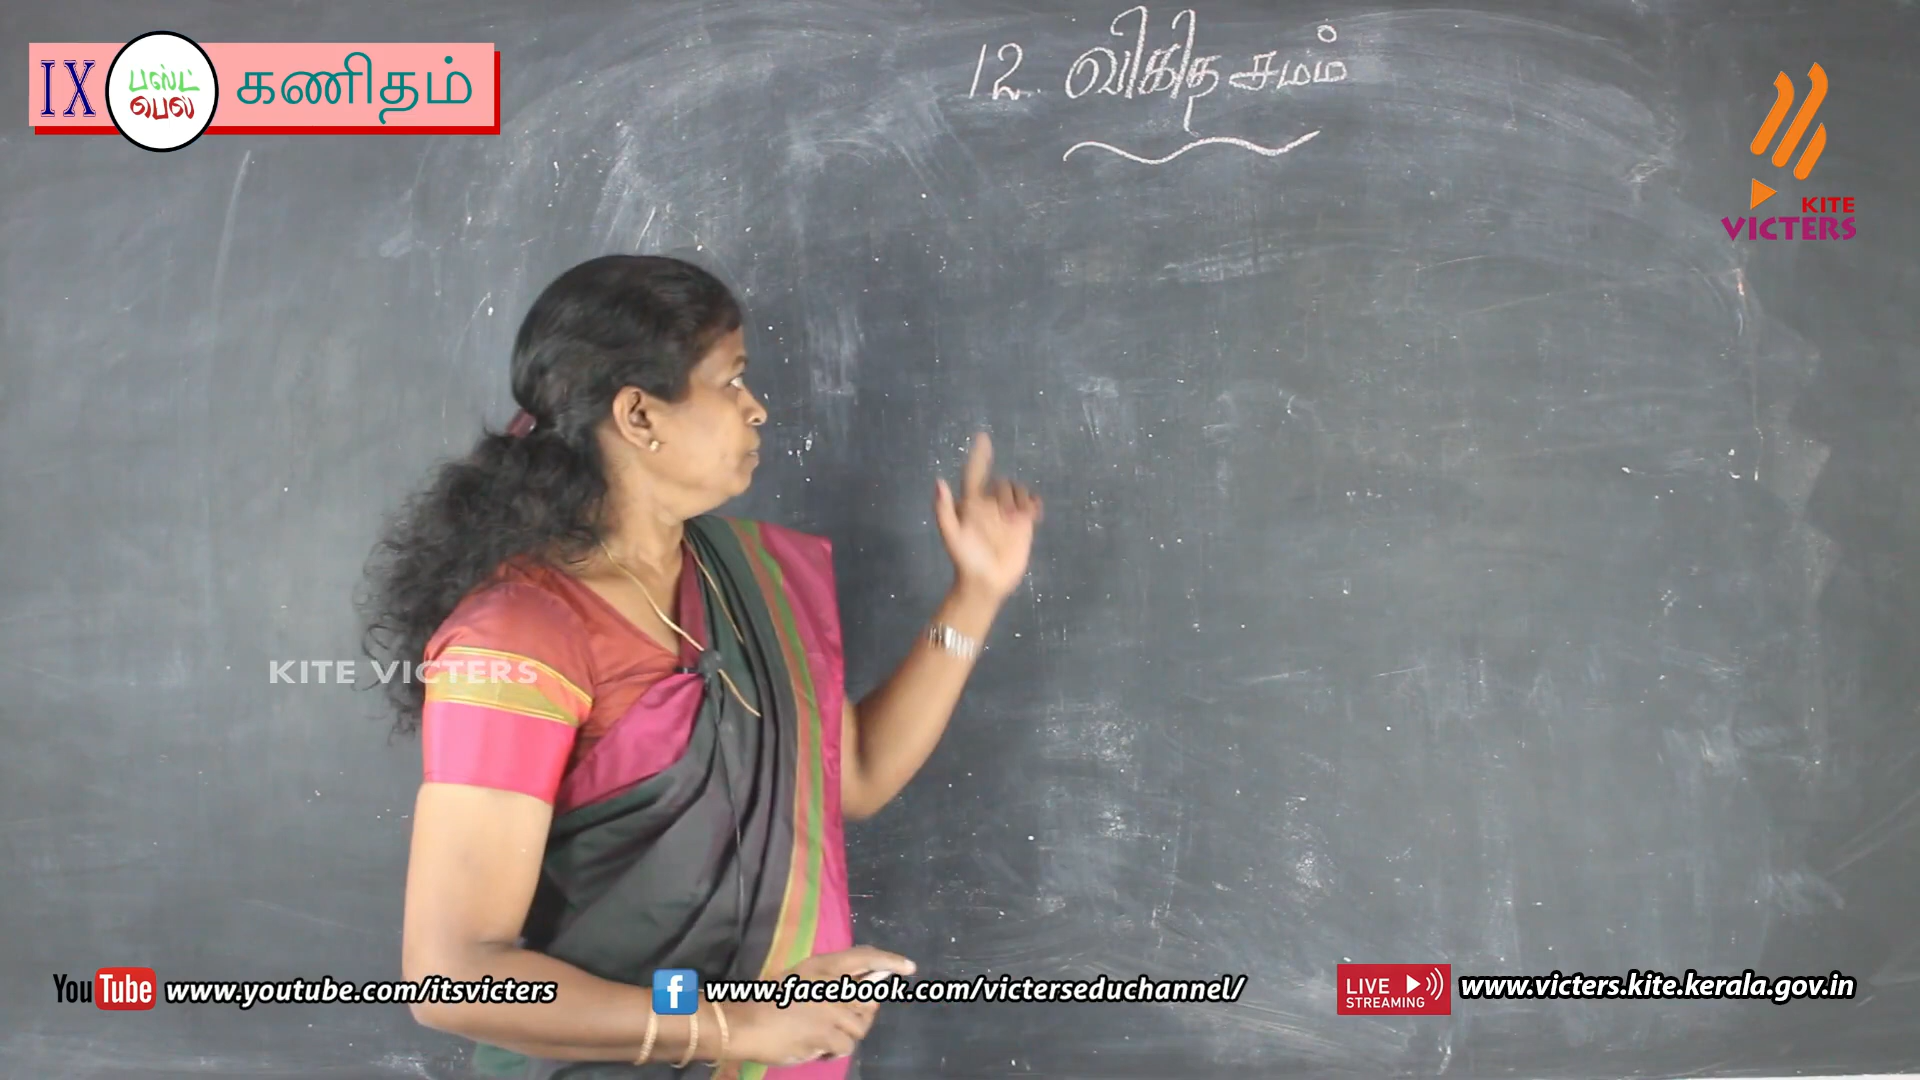 IX பஸ்ட் பெல் கணிதம்
12. விகித சமம்
KITE
VICTERS
KITE VICTERS
YouTube www.youtube.com/itsvicters
f www.facebook.com/victerseduchannel/
LIVE STREAMING www.victers.kite.kerala.gov.in